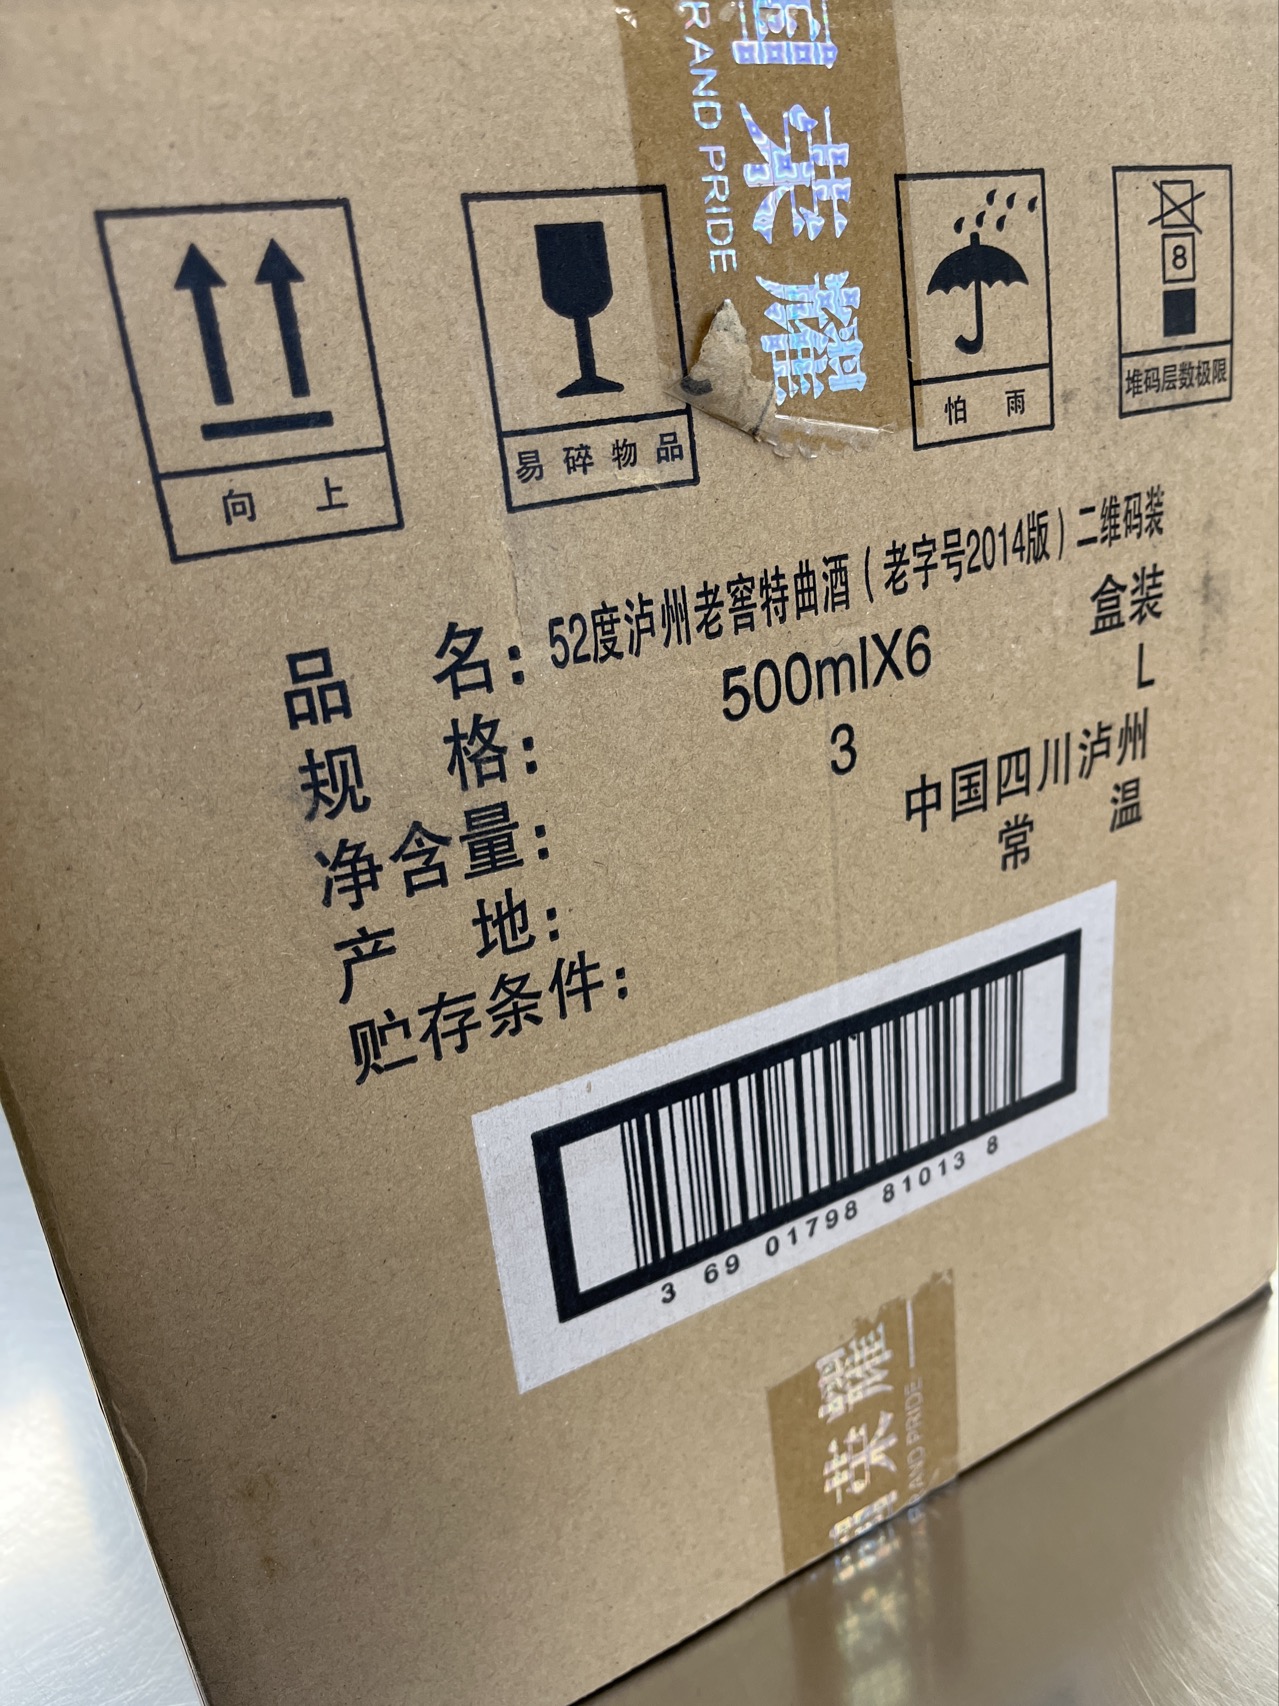 国荣耀
RAND PRIDE
8
向上
易碎物品
怕雨
堆码层数极限
品名：52度泸州老窖特曲酒（老字号2014版）二维码装
规格：500mlX6 盒装
净含量：3 L
产地：中国四川泸州
贮存条件：常温
3 69 01798 81013 8
国荣耀
RAND PRIDE